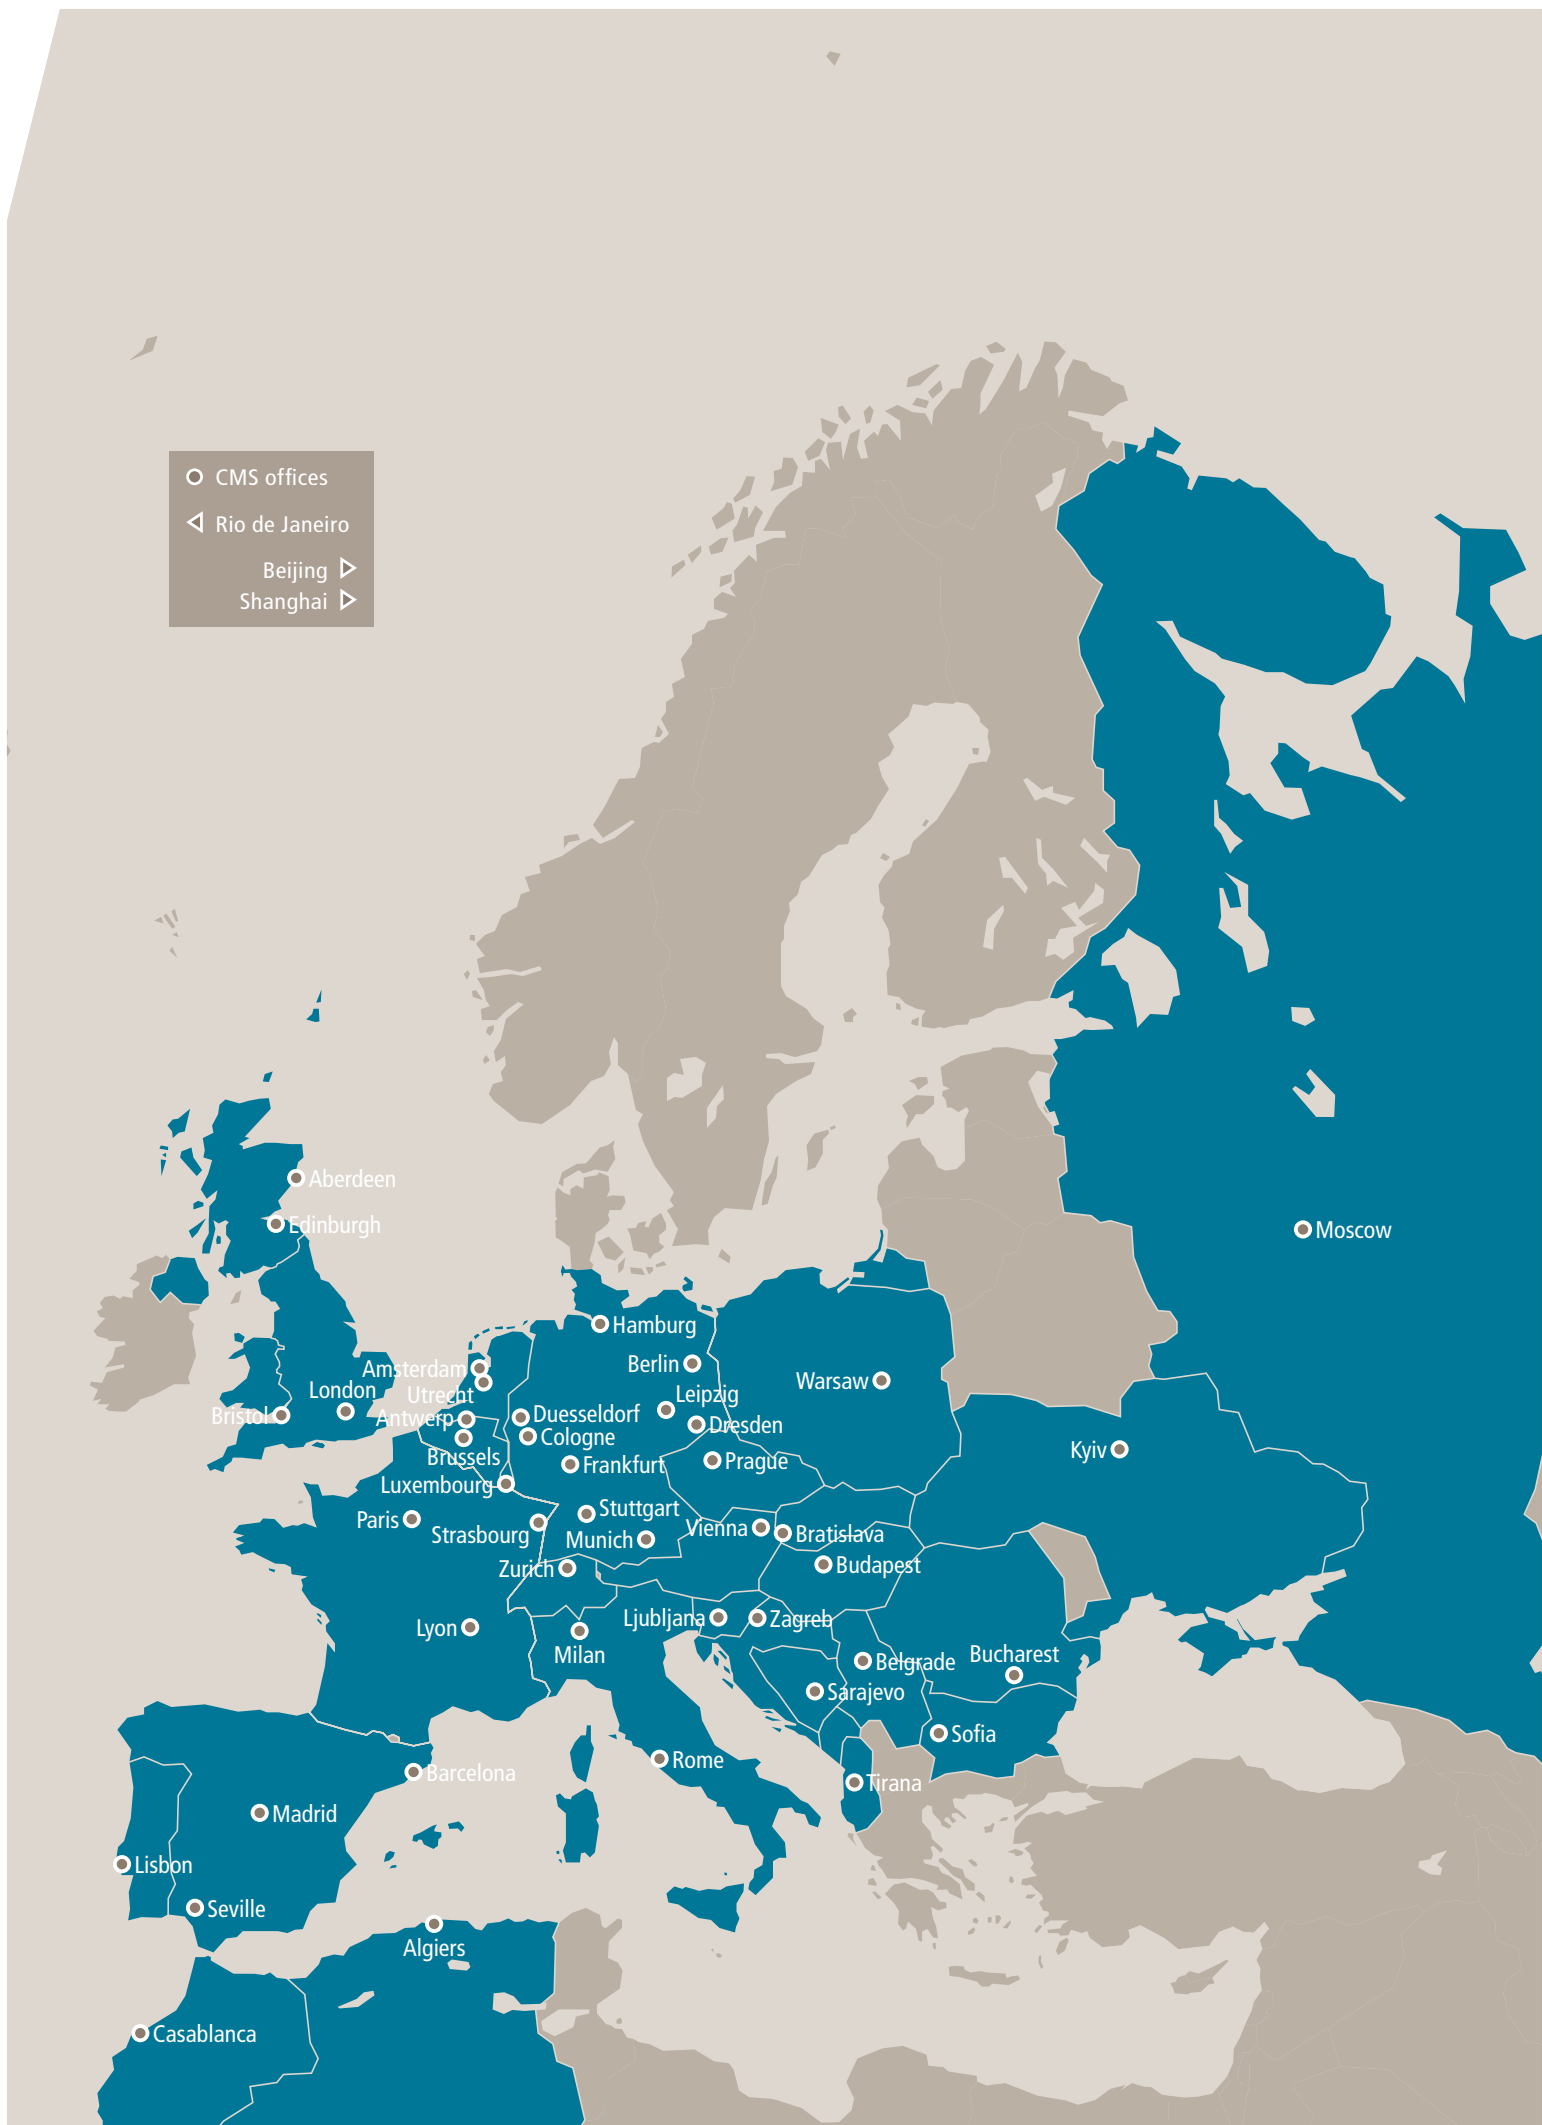 CMS offices
Rio de Janeiro
Beijing
Shanghai
Aberdeen
Edinburgh
Moscow
Hamburg
Berlin
Amsterdam
Warsaw
Utrecht
London
Leipzig
Bristol
Antwerp
Duesseldorf
Dresden
Cologne
Kyiv
Brussels
Frankfurt
Prague
Luxembourg
Stuttgart
Paris
Strasbourg
Vienna
Bratislava
Munich
Zurich
Budapest
Ljubljana
Zagreb
Lyon
Milan
Belgrade
Bucharest
Sarajevo
Sofia
Rome
Barcelona
Tirana
Madrid
Lisbon
Seville
Algiers
Casablanca